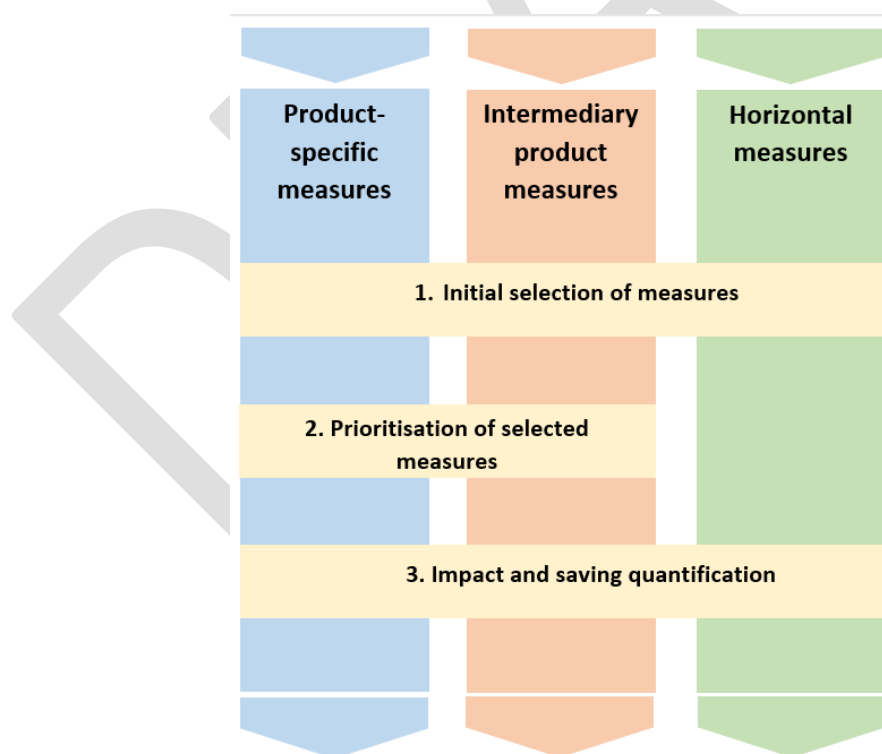 Product-
specific
measures
Intermediary
product
measures
Horizontal
measures
1. Initial selection of measures
2. Prioritisation of selected
measures
3. Impact and saving quantification